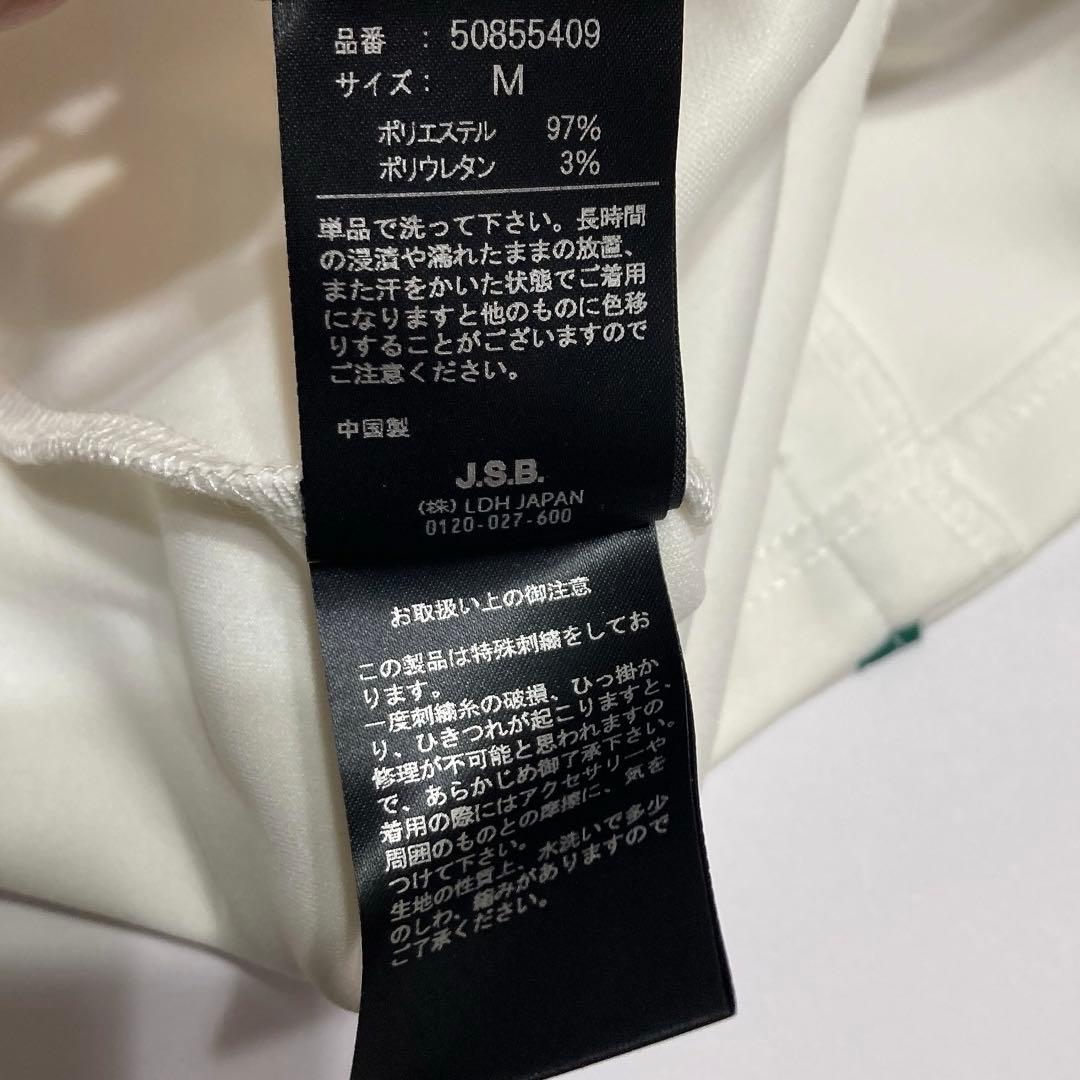 品番 : 50855409
サイズ: M
ポリエステル 97%
ポリウレタン 3%
単品で洗って下さい。長時間
の浸漬や濡れたままの放置、
また汗をかいた状態でご着用
になりますと他のものに色移
りすることがございますので
ご注意ください。
中国製
J.S.B.
(株) LDH JAPAN
0120-027-600
お取扱い上の御注意
この製品は特殊刺繍をしてお
ります。
一度刺繍糸の破損、ひっ掛か
り、ひきつれが起こりますと、
修理が不可能と思われますの
で、あらかじめ御了承下さい。
着用の際にはアクセサリーや
周囲のものとの摩擦に、気を
つけて下さい。
生地の性質上、水洗いで多少
のしわ、縮みがありますので
ご了承ください。